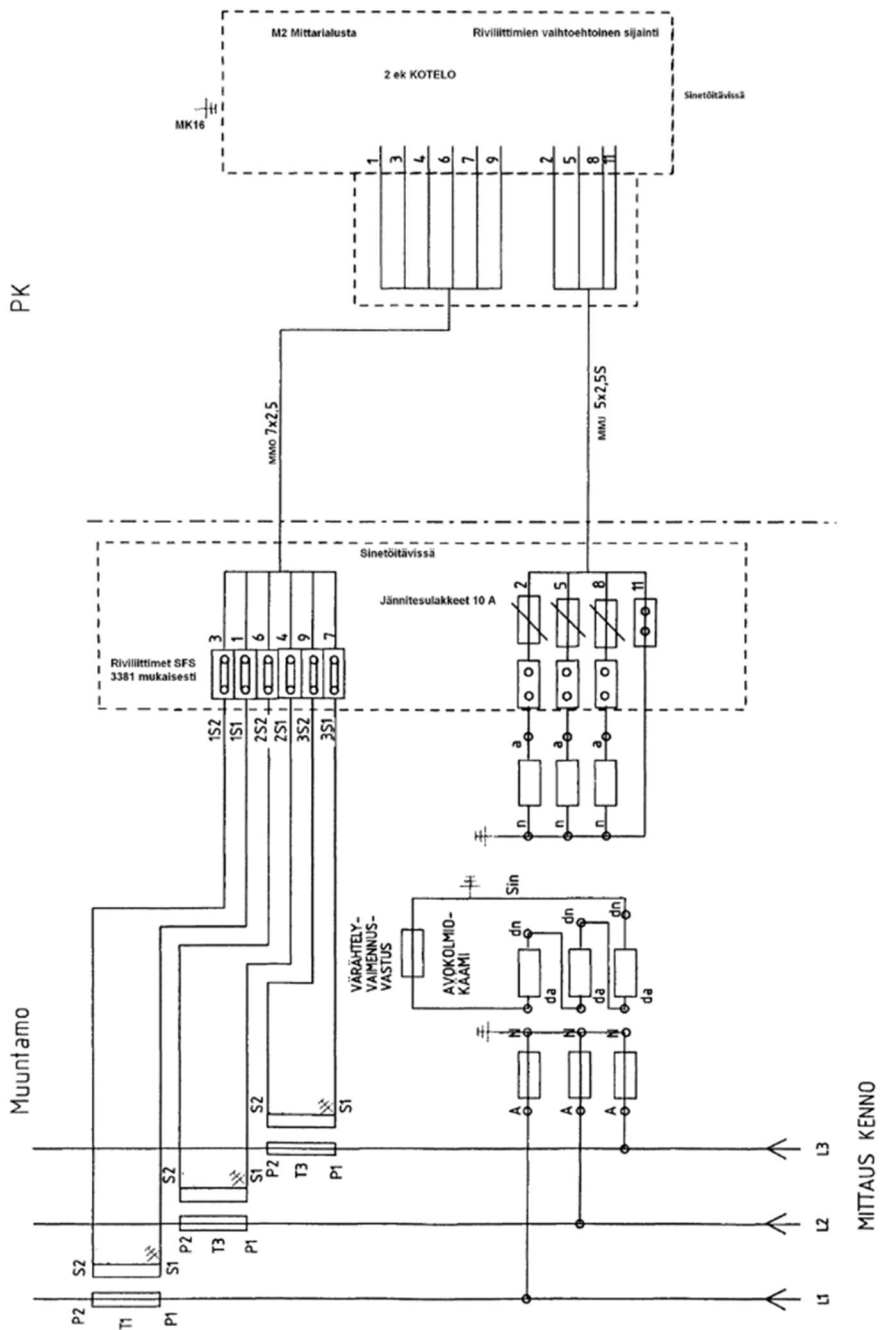 M2 Mittarialusta
Riviliittimien vaihtoehtoinen sijainti
2 ek KOTELO
Sinetöitävissä
MK16
1
3
4
6
7
9
2
5
8
11
PK
MMO 7x2,5
MMJ 5x2,5S
Sinetöitävissä
Jännitesulakkeet 10 A
Riviliittimet SFS
3381 mukaisesti
3
1
6
4
9
7
2
5
8
11
1S2
1S1
2S2
2S1
3S2
3S1
a
a
a
n
n
n
Sin
VÄRÄHTELY-
VAIMENNUS-
VASTUS
AVOKOLMIO-
KÄÄMI
dn
dn
dn
da
da
da
N
N
N
A
A
A
Muuntamo
S2
S1
S2
S1
S2
S1
P2
T3
P1
P2
T3
P1
P2
T1
P1
L3
L2
L1
MITTAUS KENNO